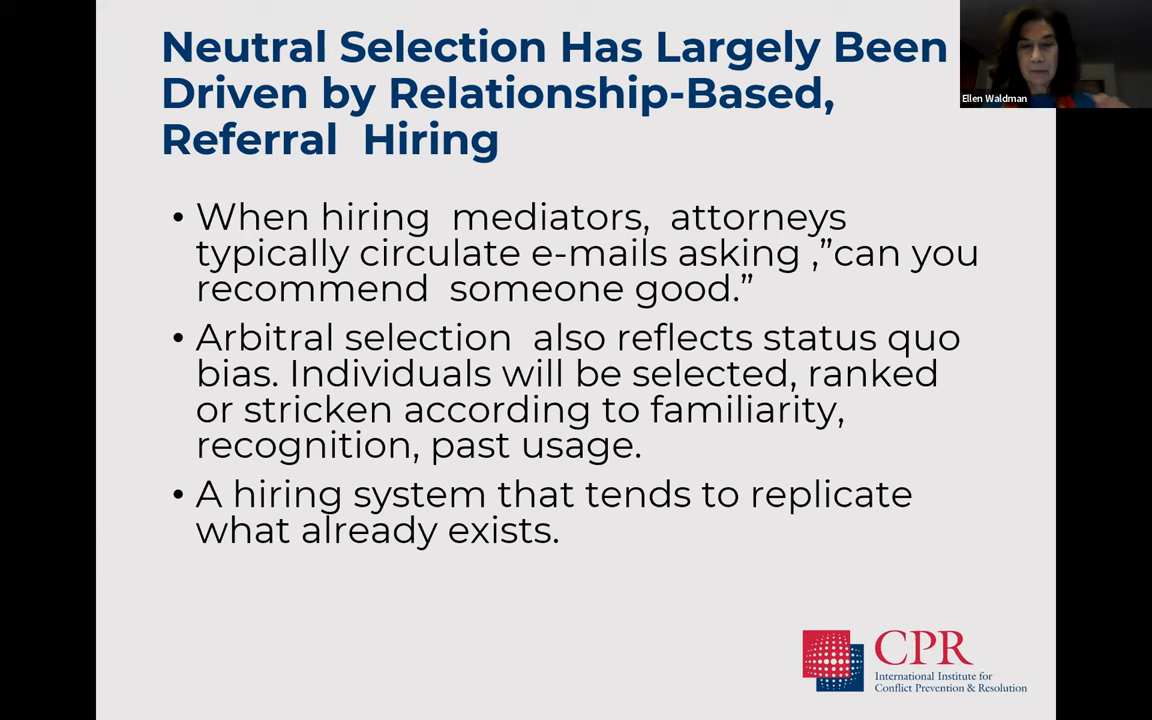 Neutral Selection Has Largely Been
Driven by Relationship-Based,
Referral  Hiring
Ellen Waldman
• When hiring  mediators,  attorneys
typically circulate e-mails asking ,”can you
recommend  someone good.”
• Arbitral selection  also reflects status quo
bias. Individuals will be selected, ranked
or stricken according to familiarity,
recognition, past usage.
• A hiring system that tends to replicate
what already exists.
CPR
International Institute for
Conflict Prevention & Resolution